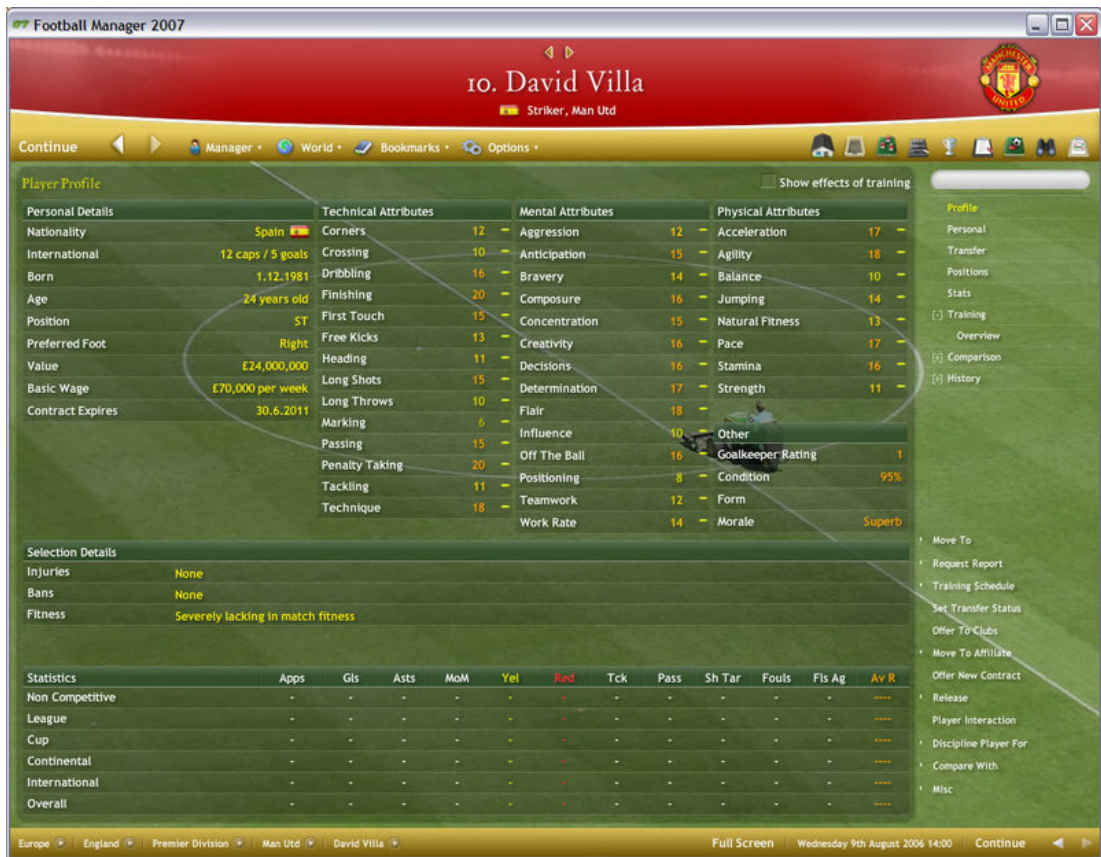 Football Manager 2007
10. David Villa
Striker, Man Utd
MANCHESTER
UNITED
Continue Manager World Bookmarks Options
Player Profile Show effects of training
Personal Details
Nationality Spain
International 12 caps / 5 goals
Born 1.12.1981
Age 24 years old
Position ST
Preferred Foot Right
Value £24,000,000
Basic Wage £70,000 per week
Contract Expires 30.6.2011
Technical Attributes
Corners 12
Crossing 10
Dribbling 16
Finishing 20
First Touch 15
Free Kicks 13
Heading 11
Long Shots 15
Long Throws 10
Marking 6
Passing 15
Penalty Taking 20
Tackling 11
Technique 18
Mental Attributes
Aggression 12
Anticipation 15
Bravery 14
Composure 16
Concentration 15
Creativity 16
Decisions 16
Determination 17
Flair 18
Influence 10
Off The Ball 16
Positioning 8
Teamwork 12
Work Rate 14
Physical Attributes
Acceleration 17
Agility 18
Balance 10
Jumping 14
Natural Fitness 13
Pace 17
Stamina 16
Strength 11
Other
Goalkeeper Rating 1
Condition 95%
Form
Morale Superb
Selection Details
Injuries None
Bans None
Fitness Severely lacking in match fitness
Statistics Apps Gls Asts MoM Yel Red Tck Pass Sh Tar Fouls Fls Ag Av R
Non Competitive - - - - - - - - - - - ----
League - - - - - - - - - - - ----
Cup - - - - - - - - - - - ----
Continental - - - - - - - - - - - ----
International - - - - - - - - - - - ----
Overall - - - - - - - - - - - ----
Profile
Personal
Transfer
Positions
Stats
[-] Training
Overview
[+] Comparison
[+] History
Move To
Request Report
Training Schedule
Set Transfer Status
Offer To Clubs
Move To Affiliate
Offer New Contract
Release
Player Interaction
Discipline Player For
Compare With
Misc
Europe England Premier Division Man Utd David Villa Full Screen Wednesday 9th August 2006 14:00 Continue